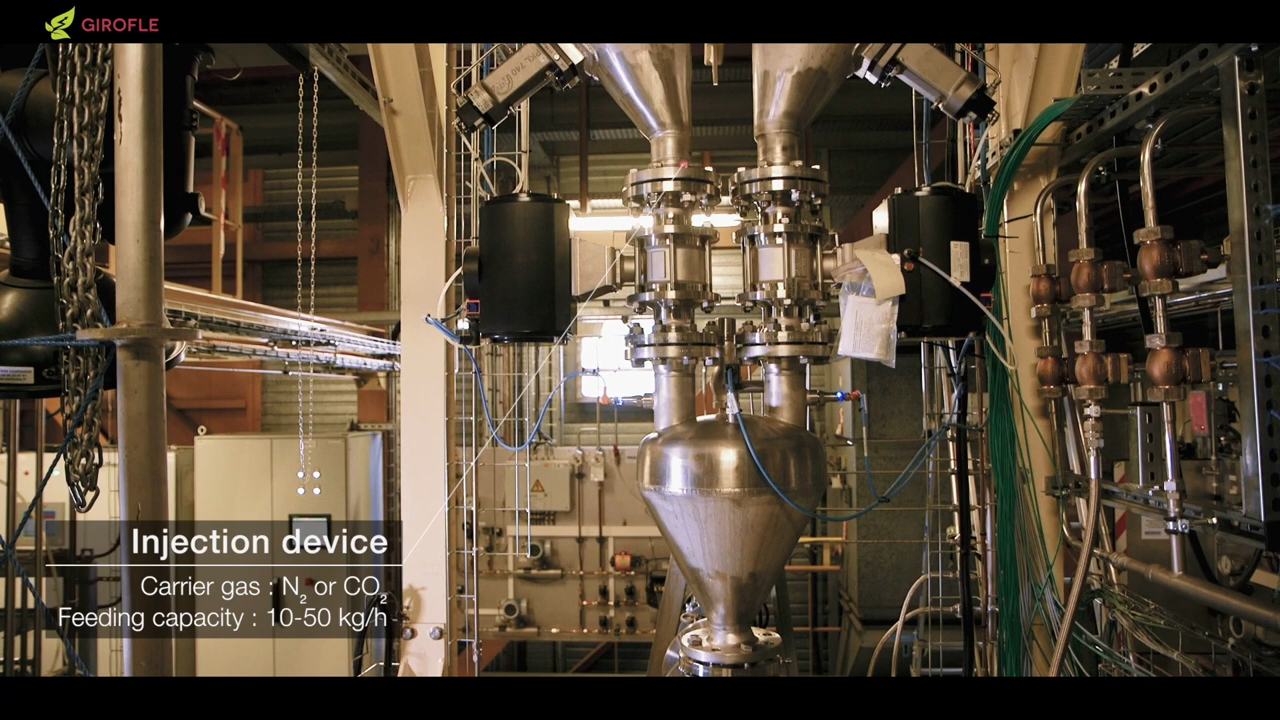 GIROFLE
Injection device
Carrier gas : N₂ or CO₂
Feeding capacity : 10-50 kg/h